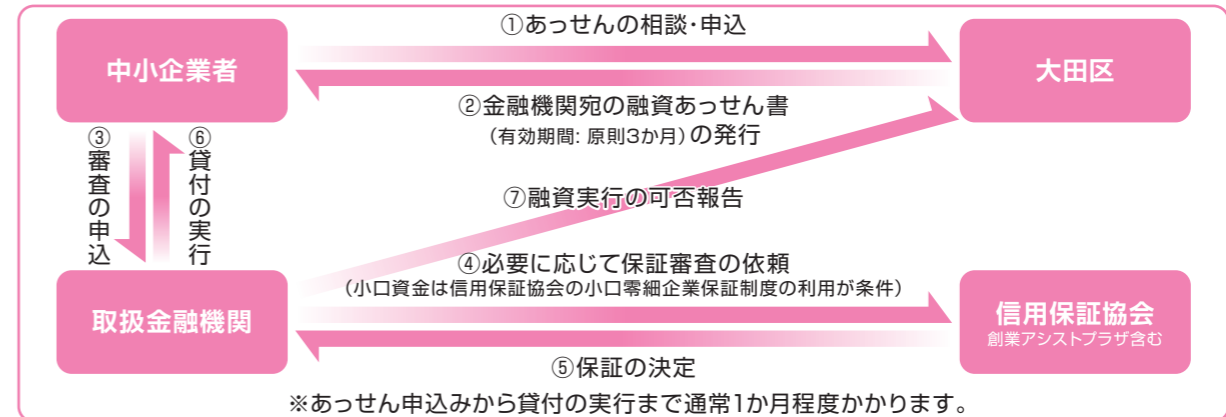 ①あっせんの相談・申込
中小企業者
大田区
②金融機関宛の融資あっせん書
(有効期間: 原則3か月)の発行
③審査の申込
⑥貸付の実行
⑦融資実行の可否報告
④必要に応じて保証審査の依頼
(小口資金は信用保証協会の小口零細企業保証制度の利用が条件)
取扱金融機関
信用保証協会
創業アシストプラザ含む
⑤保証の決定
※あっせん申込みから貸付の実行まで通常1か月程度かかります。